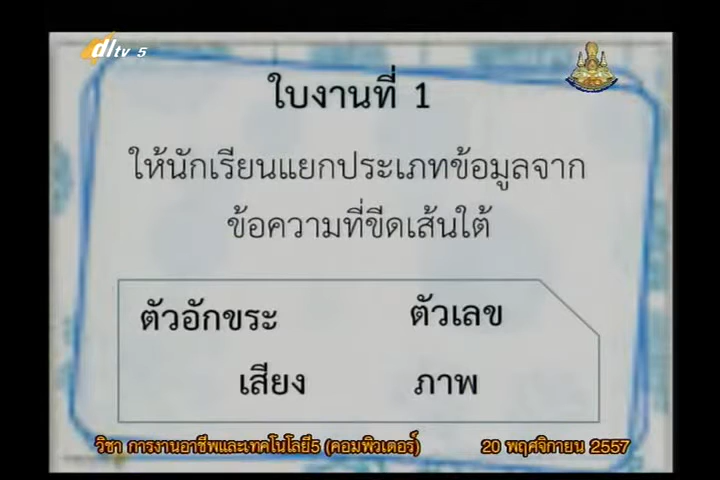 dltv 5
ใบงานที่ 1
ให้นักเรียนแยกประเภทข้อมูลจาก
ข้อความที่ขีดเส้นใต้
ตัวอักขระ ตัวเลข
เสียง ภาพ
วิชา การงานอาชีพและเทคโนโลยี5 (คอมพิวเตอร์) 20 พฤศจิกายน 2557